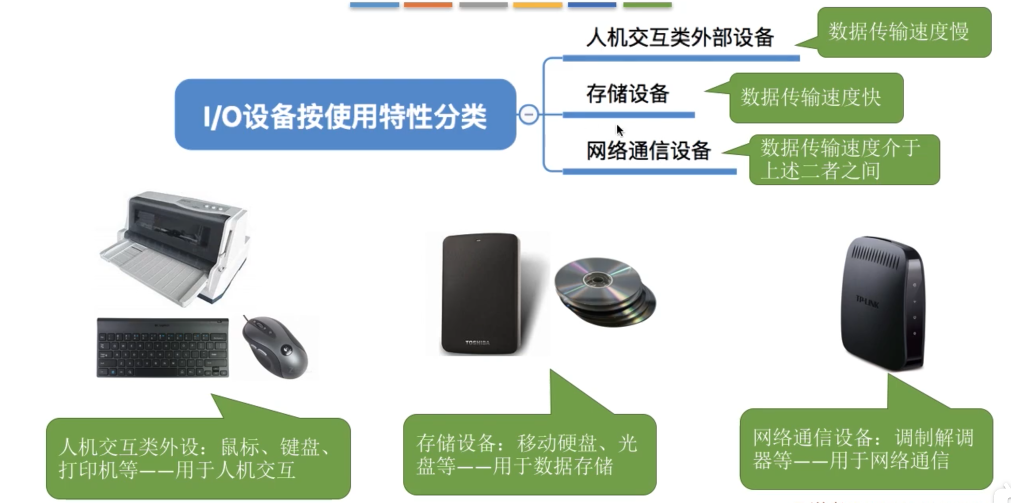 人机交互类外部设备
数据传输速度慢
I/O设备按使用特性分类
存储设备
数据传输速度快
网络通信设备
数据传输速度介于
上述二者之间
TOSHIBA
TP-LINK
人机交互类外设：鼠标、键盘、
打印机等——用于人机交互
存储设备：移动硬盘、光
盘等——用于数据存储
网络通信设备：调制解调
器等——用于网络通信